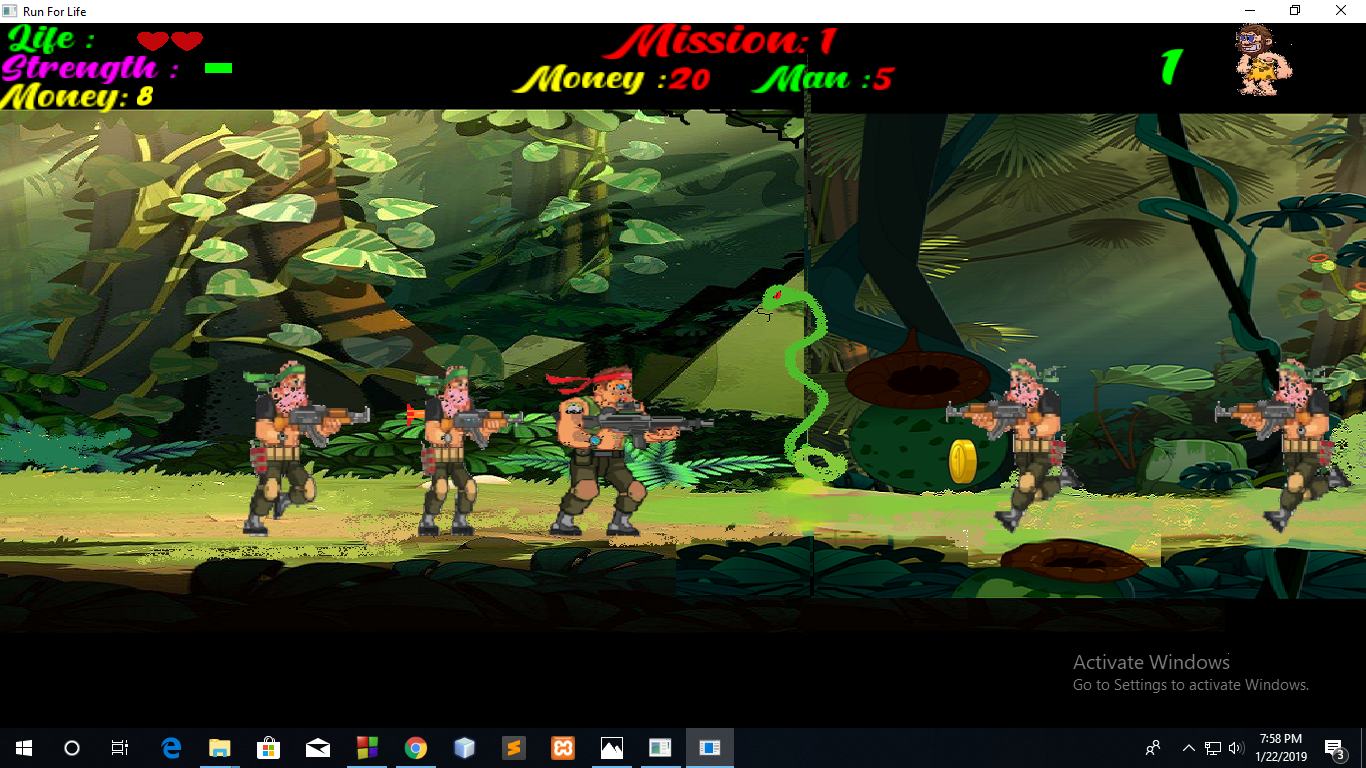 Run For Life
Life :
Mission: 1
Strength :
Money :20 Man :5
1
Money: 8
Activate Windows
Go to Settings to activate Windows.
7:58 PM
1/22/2019
3